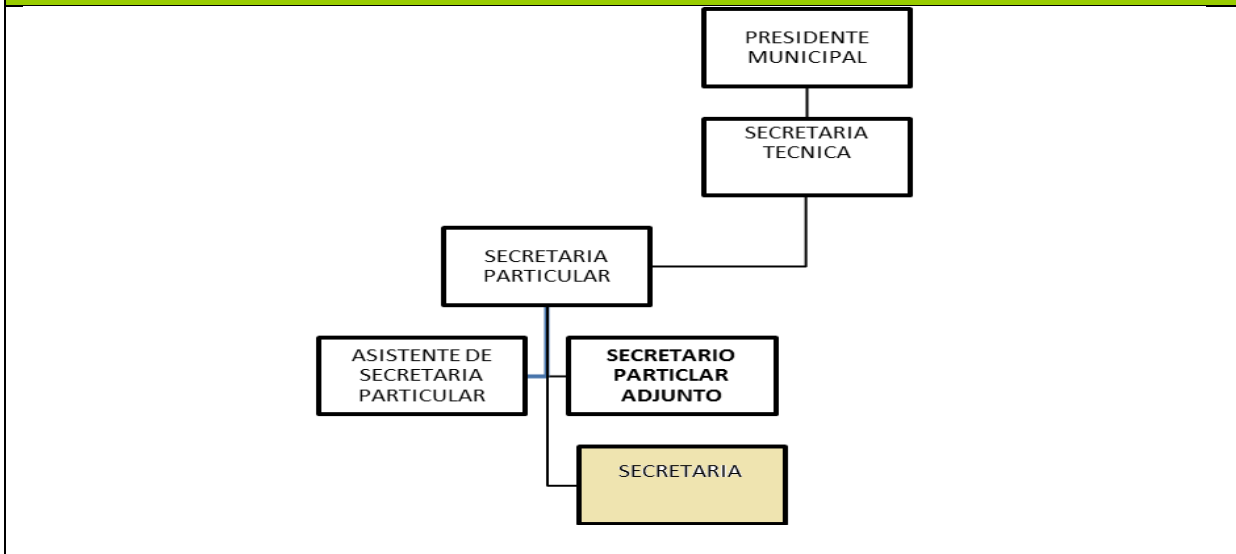 PRESIDENTE
MUNICIPAL
SECRETARIA
TECNICA
SECRETARIA
PARTICULAR
ASISTENTE DE
SECRETARIA
PARTICULAR
SECRETARIO
PARTICLAR
ADJUNTO
SECRETARIA